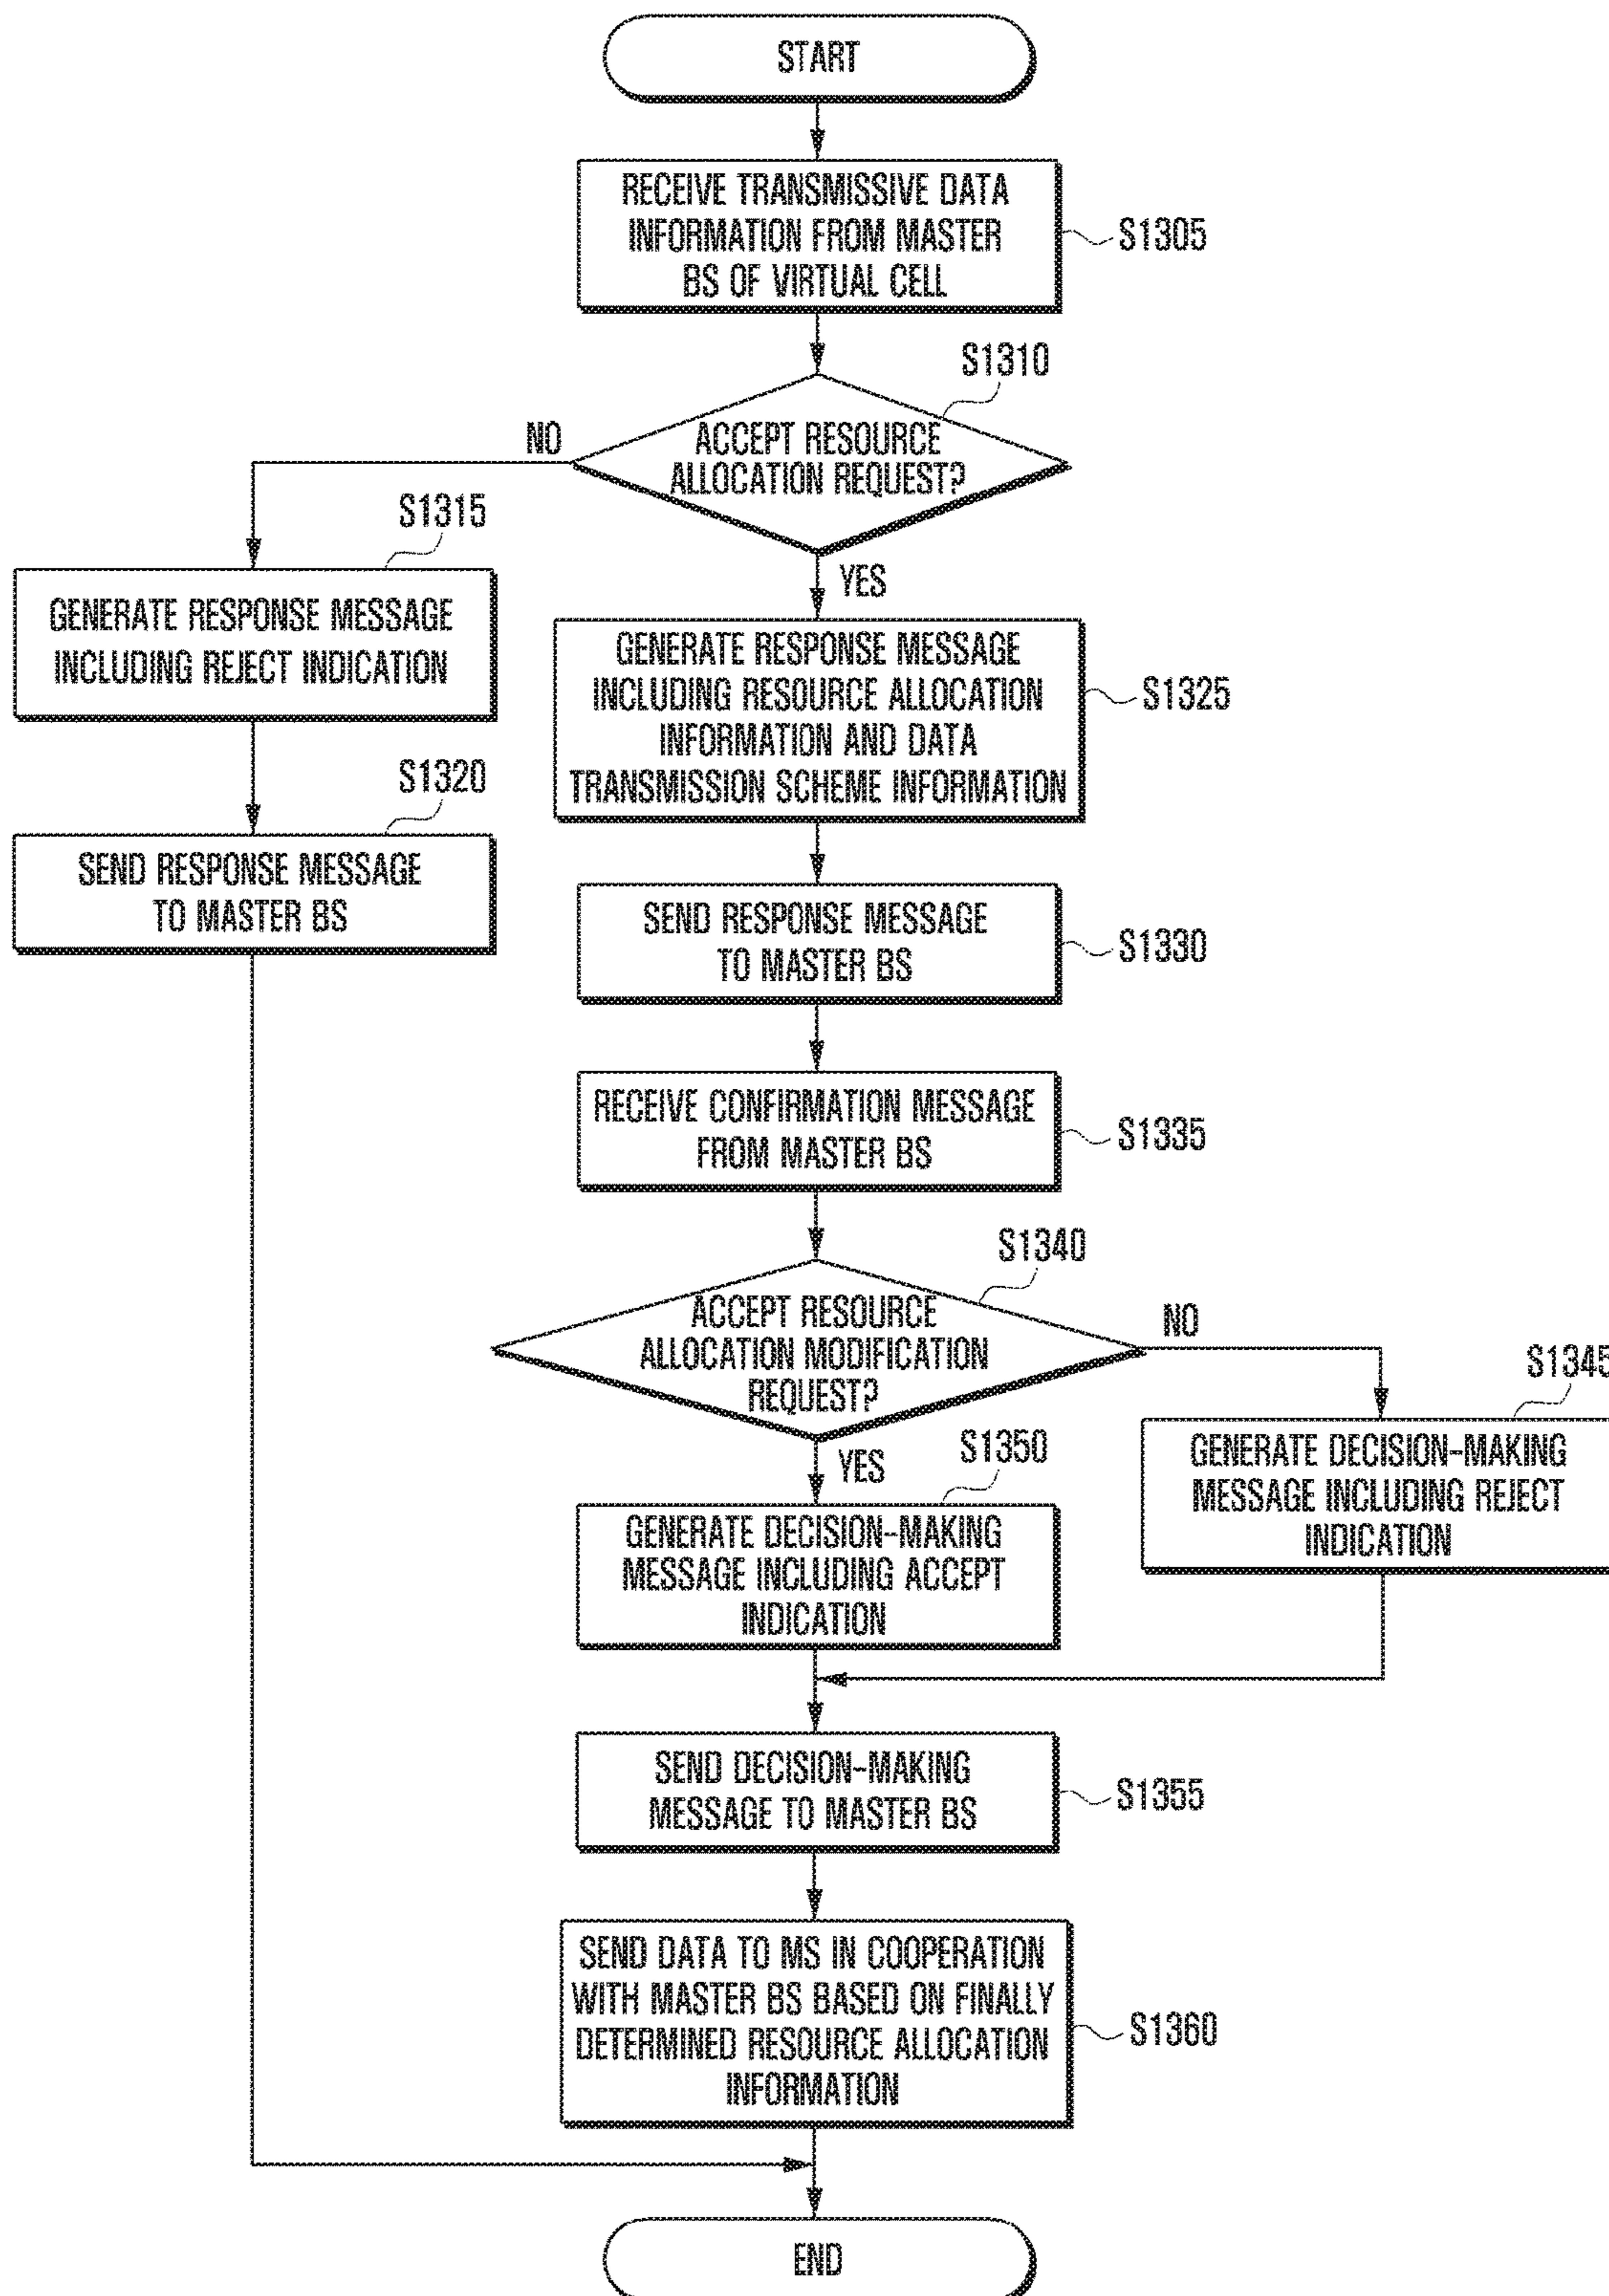 START
RECEIVE TRANSMISSIVE DATA
INFORMATION FROM MASTER
BS OF VIRTUAL CELL
S1305
S1310
ACCEPT RESOURCE
ALLOCATION REQUEST?
NO
YES
S1315
GENERATE RESPONSE MESSAGE
INCLUDING REJECT INDICATION
S1320
SEND RESPONSE MESSAGE
TO MASTER BS
GENERATE RESPONSE MESSAGE
INCLUDING RESOURCE ALLOCATION
INFORMATION AND DATA
TRANSMISSION SCHEME INFORMATION
S1325
SEND RESPONSE MESSAGE
TO MASTER BS
S1330
RECEIVE CONFIRMATION MESSAGE
FROM MASTER BS
S1335
S1340
ACCEPT RESOURCE
ALLOCATION MODIFICATION
REQUEST?
NO
YES
S1345
GENERATE DECISION-MAKING
MESSAGE INCLUDING REJECT
INDICATION
S1350
GENERATE DECISION-MAKING
MESSAGE INCLUDING ACCEPT
INDICATION
SEND DECISION-MAKING
MESSAGE TO MASTER BS
S1355
SEND DATA TO MS IN COOPERATION
WITH MASTER BS BASED ON FINALLY
DETERMINED RESOURCE ALLOCATION
INFORMATION
S1360
END